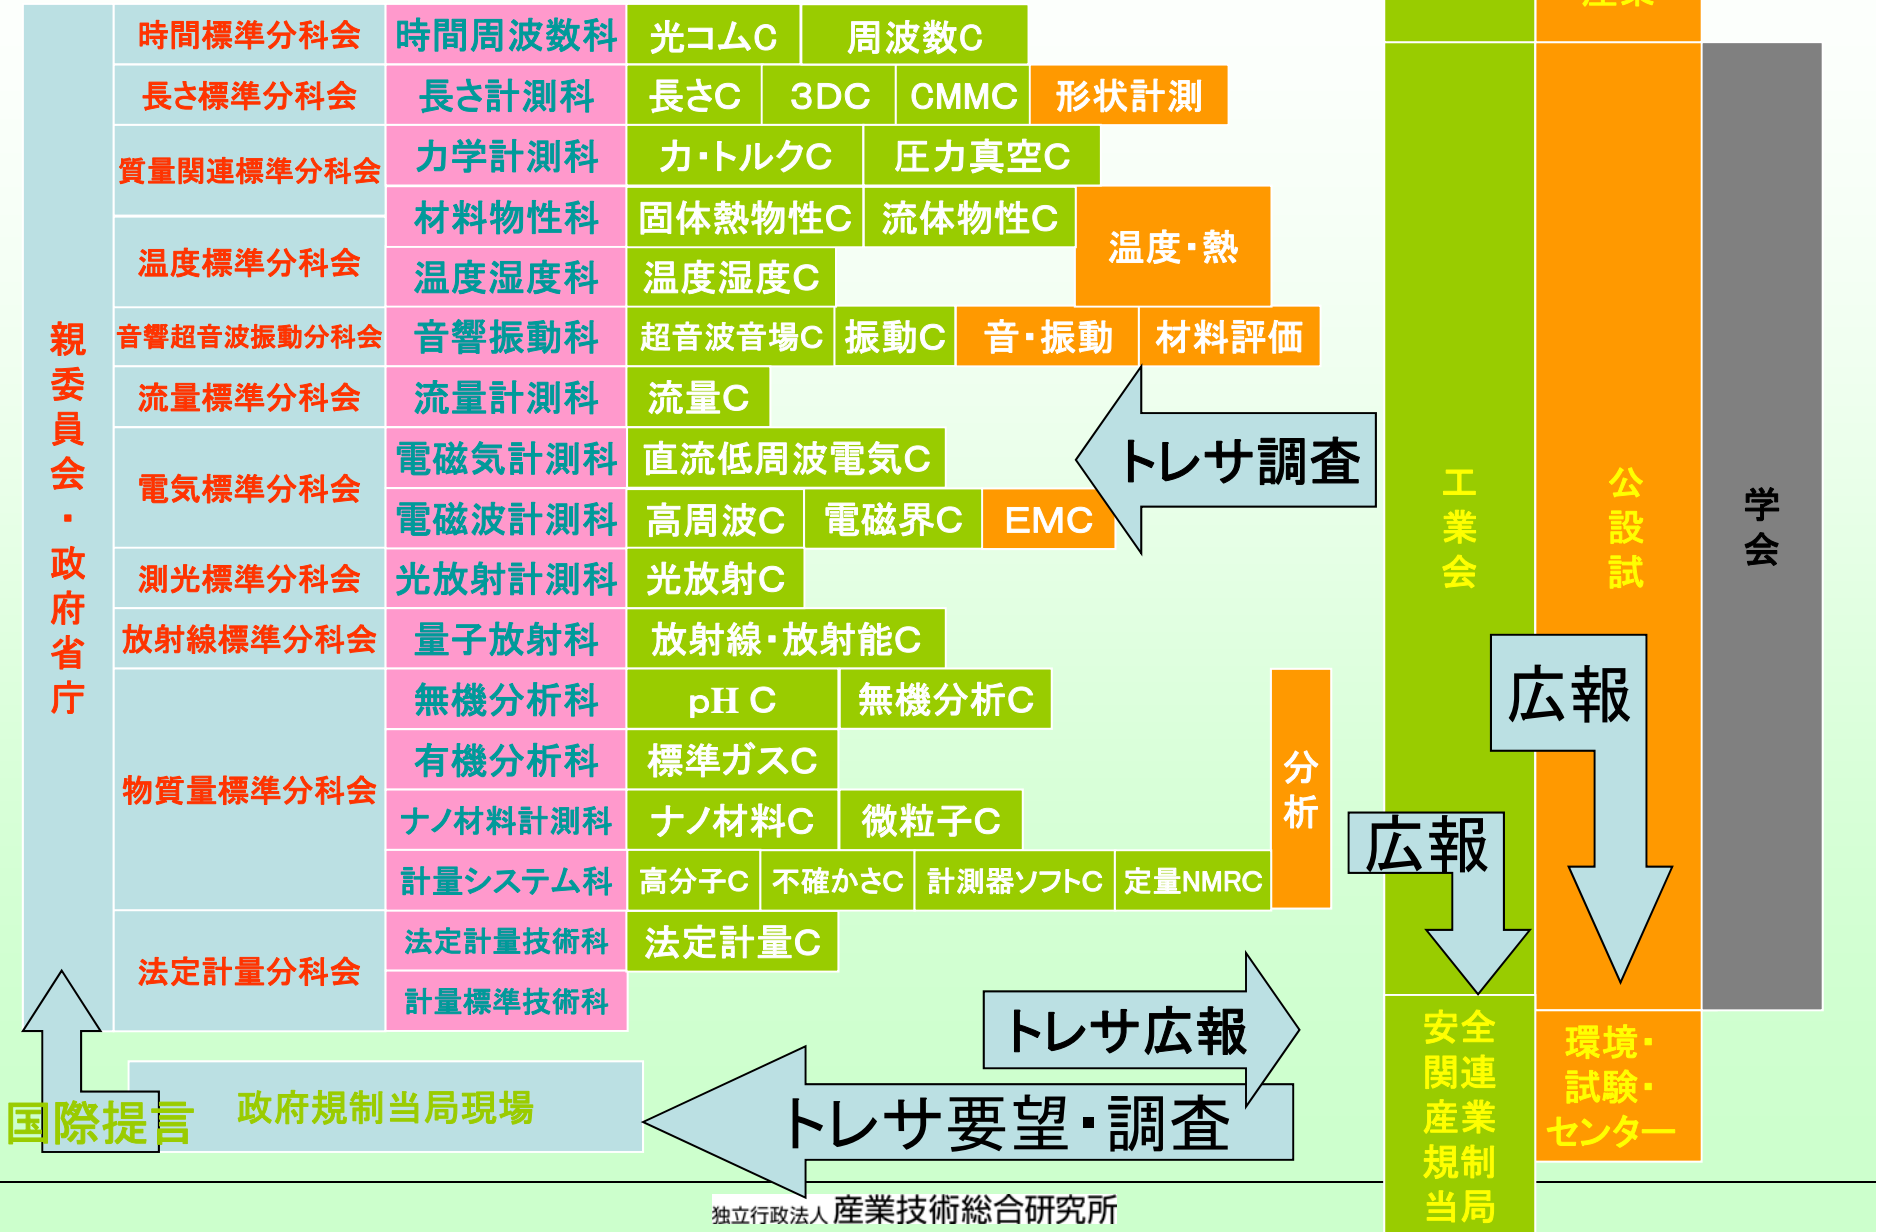 産業
時間標準分科会 時間周波数科 光コムC 周波数C
長さ標準分科会 長さ計測科 長さC 3DC CMMC 形状計測
質量関連標準分科会 力学計測科 力・トルクC 圧力真空C
材料物性科 固体熱物性C 流体物性C 温度・熱
温度標準分科会 温度湿度科 温度湿度C
音響超音波振動分科会 音響振動科 超音波音場C 振動C 音・振動 材料評価
流量標準分科会 流量計測科 流量C
電気標準分科会 電磁気計測科 直流低周波電気C
電磁波計測科 高周波C 電磁界C EMC
測光標準分科会 光放射計測科 光放射C
放射線標準分科会 量子放射科 放射線・放射能C
物質量標準分科会 無機分析科 pH C 無機分析C
有機分析科 標準ガスC
ナノ材料計測科 ナノ材料C 微粒子C
計量システム科 高分子C 不確かさC 計測器ソフトC 定量NMRC
法定計量分科会 法定計量技術科 法定計量C
計量標準技術科
親委員会・政府省庁
分析
トレサ調査
工業会
公設試
学会
広報
広報
トレサ広報
トレサ要望・調査
国際提言
政府規制当局現場
安全
関連
産業
規制
当局
環境・
試験・
センター
独立行政法人 産業技術総合研究所